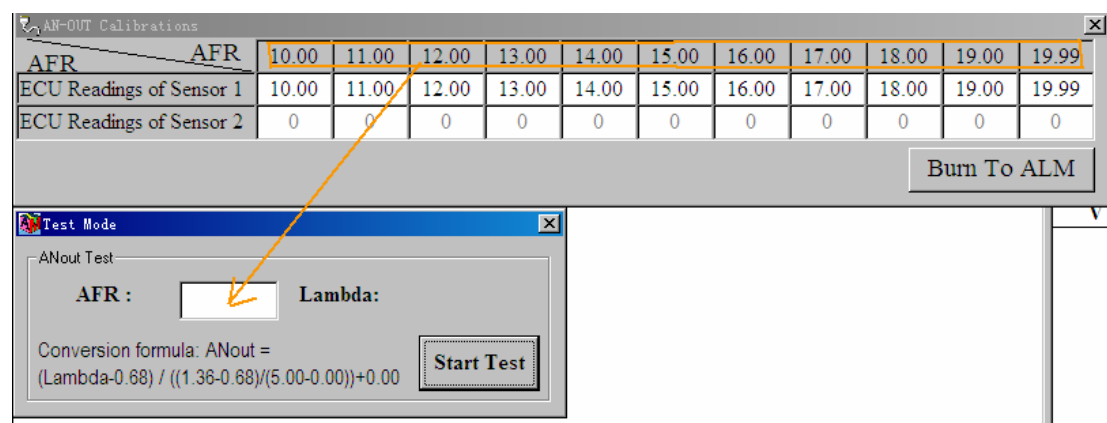 AN-OUT Calibrations
AFR AFR 10.00 11.00 12.00 13.00 14.00 15.00 16.00 17.00 18.00 19.00 19.99
ECU Readings of Sensor 1 10.00 11.00 12.00 13.00 14.00 15.00 16.00 17.00 18.00 19.00 19.99
ECU Readings of Sensor 2 0 0 0 0 0 0 0 0 0 0 0
Burn To ALM
Test Mode
V
ANout Test
AFR : Lambda:
Conversion formula: ANout =
(Lambda-0.68) / ((1.36-0.68)/(5.00-0.00))+0.00
Start Test